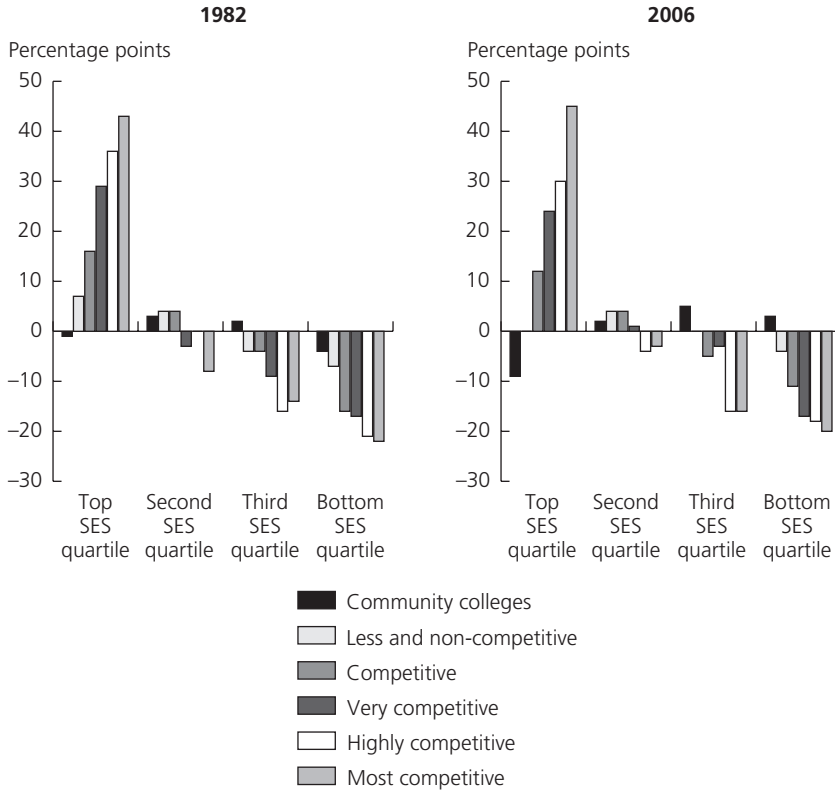 1982
Percentage points
50
40
30
20
10
0
–10
–20
–30
Top SES quartile
Second SES quartile
Third SES quartile
Bottom SES quartile
2006
Percentage points
50
40
30
20
10
0
–10
–20
–30
Top SES quartile
Second SES quartile
Third SES quartile
Bottom SES quartile
Community colleges
Less and non-competitive
Competitive
Very competitive
Highly competitive
Most competitive